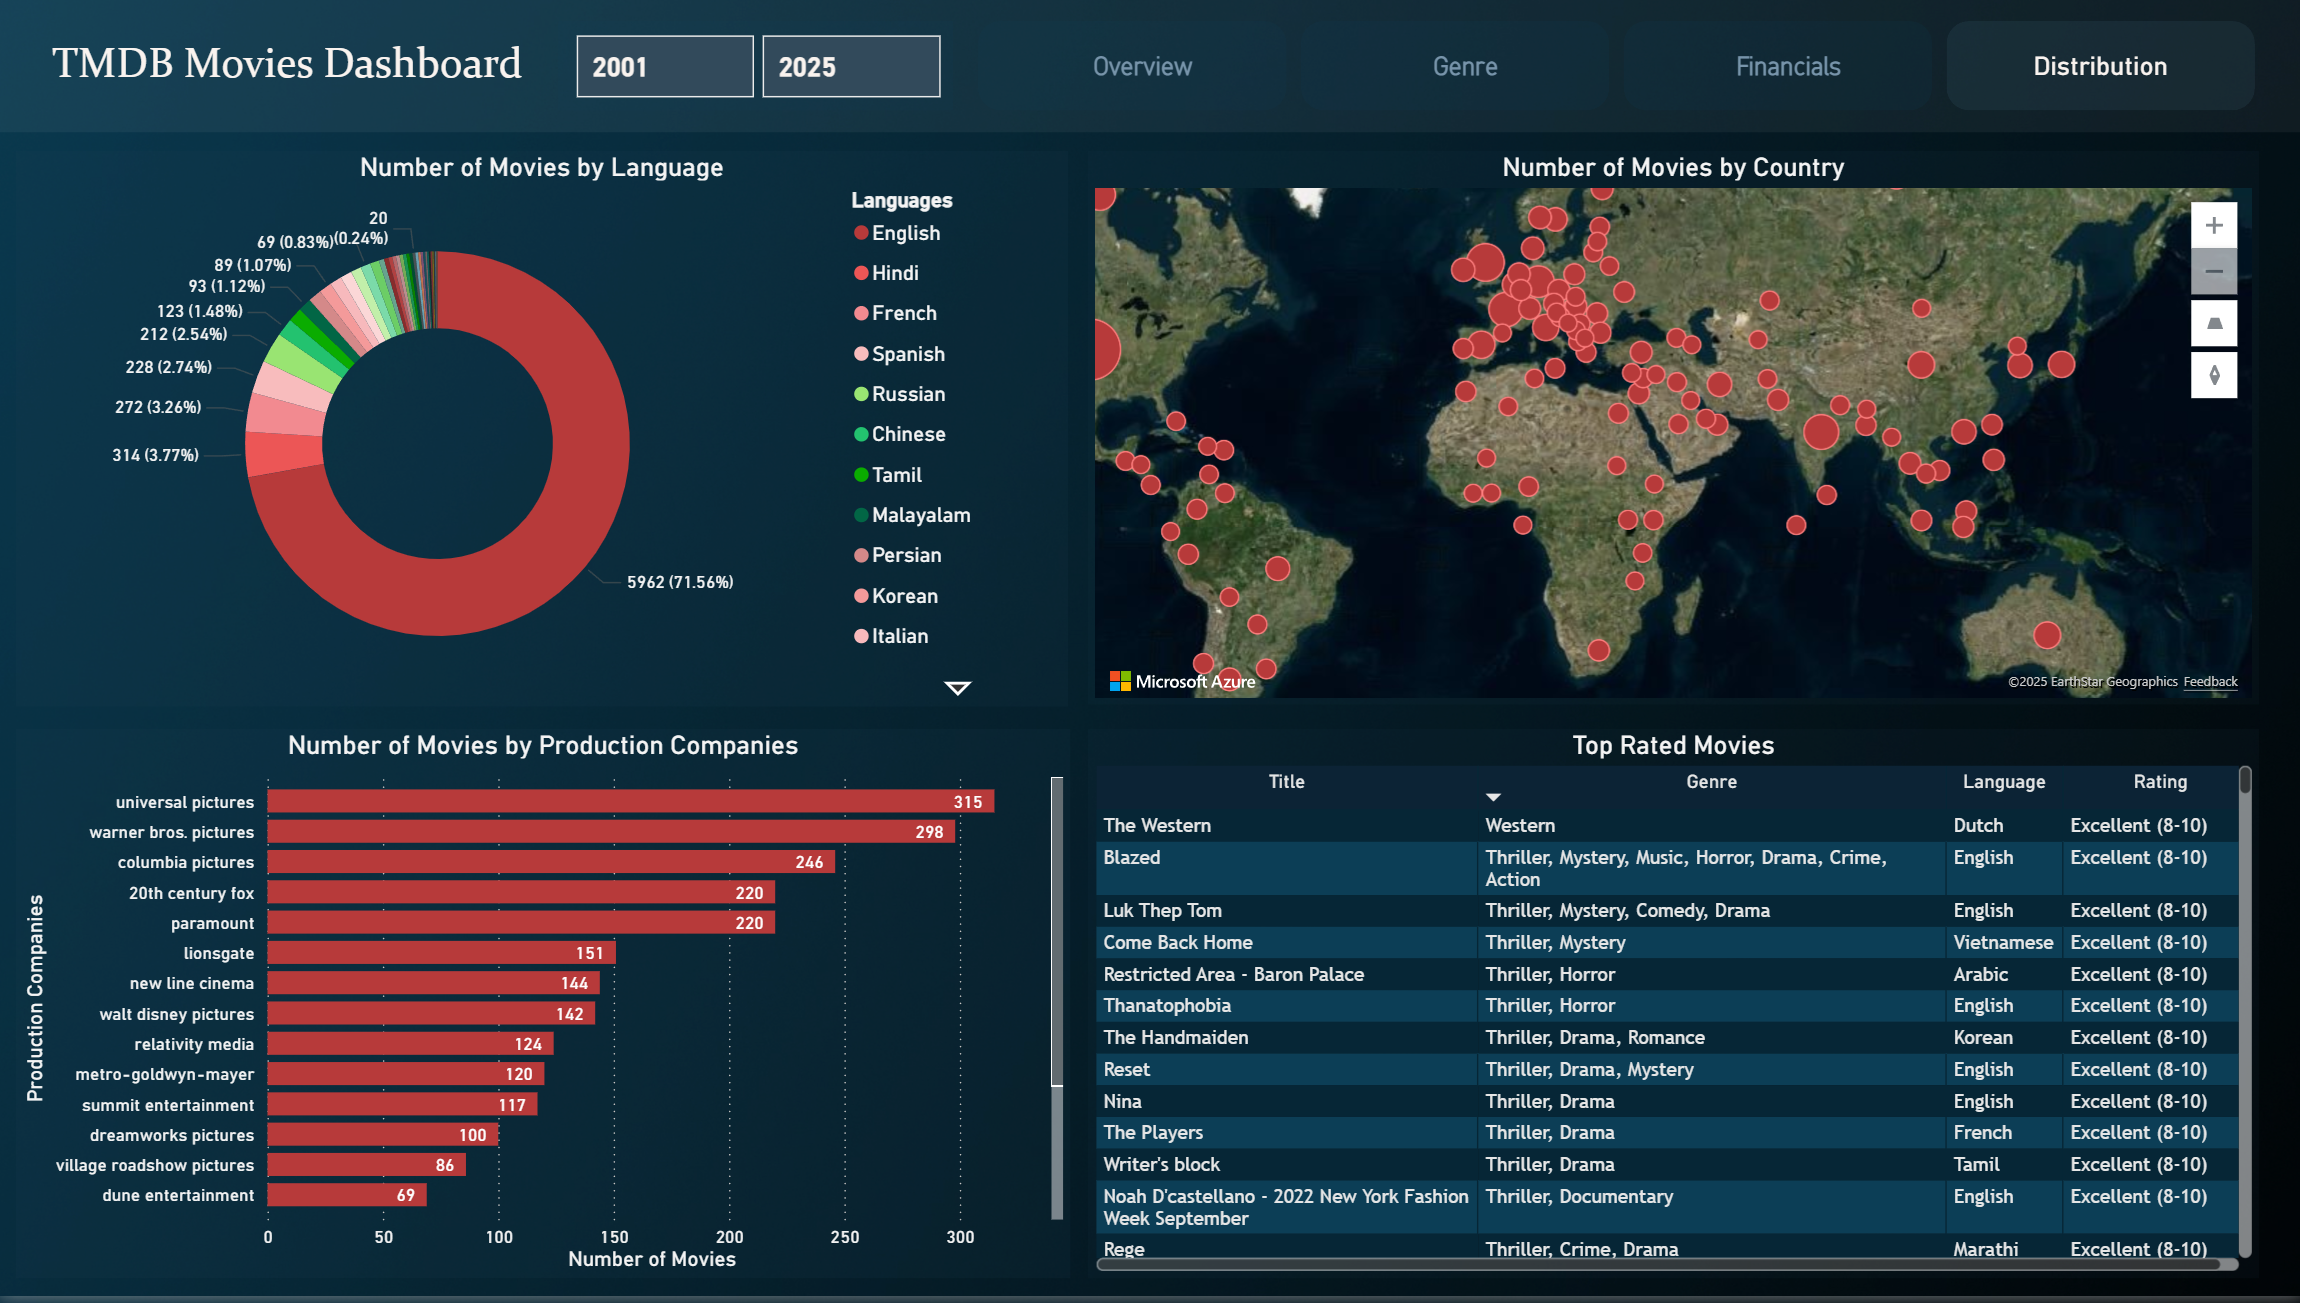 TMDB Movies Dashboard
2001
2025
Overview
Genre
Financials
Distribution
Number of Movies by Language
20
(0.24%)
69 (0.83%)
89 (1.07%)
93 (1.12%)
123 (1.48%)
212 (2.54%)
228 (2.74%)
272 (3.26%)
314 (3.77%)
5962 (71.56%)
Languages
English
Hindi
French
Spanish
Russian
Chinese
Tamil
Malayalam
Persian
Korean
Italian
Number of Movies by Country
Microsoft Azure
©2025 EarthStar Geographics Feedback
Number of Movies by Production Companies
Production Companies
universal pictures 315
warner bros. pictures 298
columbia pictures 246
20th century fox 220
paramount 220
lionsgate 151
new line cinema 144
walt disney pictures 142
relativity media 124
metro-goldwyn-mayer 120
summit entertainment 117
dreamworks pictures 100
village roadshow pictures 86
dune entertainment 69
0 50 100 150 200 250 300
Number of Movies
Top Rated Movies
Title Genre Language Rating
The Western Western Dutch Excellent (8-10)
Blazed Thriller, Mystery, Music, Horror, Drama, Crime, English Excellent (8-10)
Action
Luk Thep Tom Thriller, Mystery, Comedy, Drama English Excellent (8-10)
Come Back Home Thriller, Mystery Vietnamese Excellent (8-10)
Restricted Area - Baron Palace Thriller, Horror Arabic Excellent (8-10)
Thanatophobia Thriller, Horror English Excellent (8-10)
The Handmaiden Thriller, Drama, Romance Korean Excellent (8-10)
Reset Thriller, Drama, Mystery English Excellent (8-10)
Nina Thriller, Drama English Excellent (8-10)
The Players Thriller, Drama French Excellent (8-10)
Writer's block Thriller, Drama Tamil Excellent (8-10)
Noah D'castellano - 2022 New York Fashion Thriller, Documentary English Excellent (8-10)
Week September
Rege Thriller, Crime, Drama Marathi Excellent (8-10)